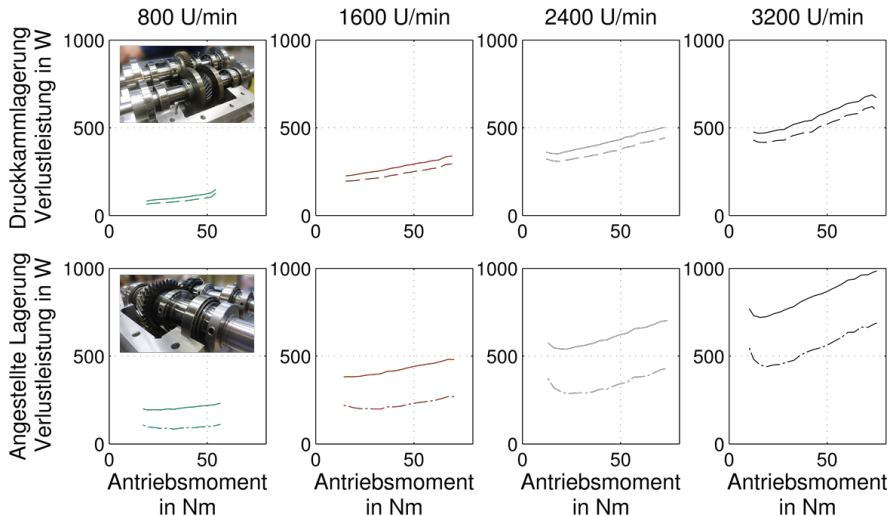 800 U/min
1600 U/min
2400 U/min
3200 U/min
Druckkammlagerung
Verlustleistung in W
1000
500
0
0
50
1000
500
0
0
50
1000
500
0
0
50
1000
500
0
0
50
Angestellte Lagerung
Verlustleistung in W
1000
500
0
0
50
1000
500
0
0
50
1000
500
0
0
50
1000
500
0
0
50
Antriebsmoment
in Nm
Antriebsmoment
in Nm
Antriebsmoment
in Nm
Antriebsmoment
in Nm